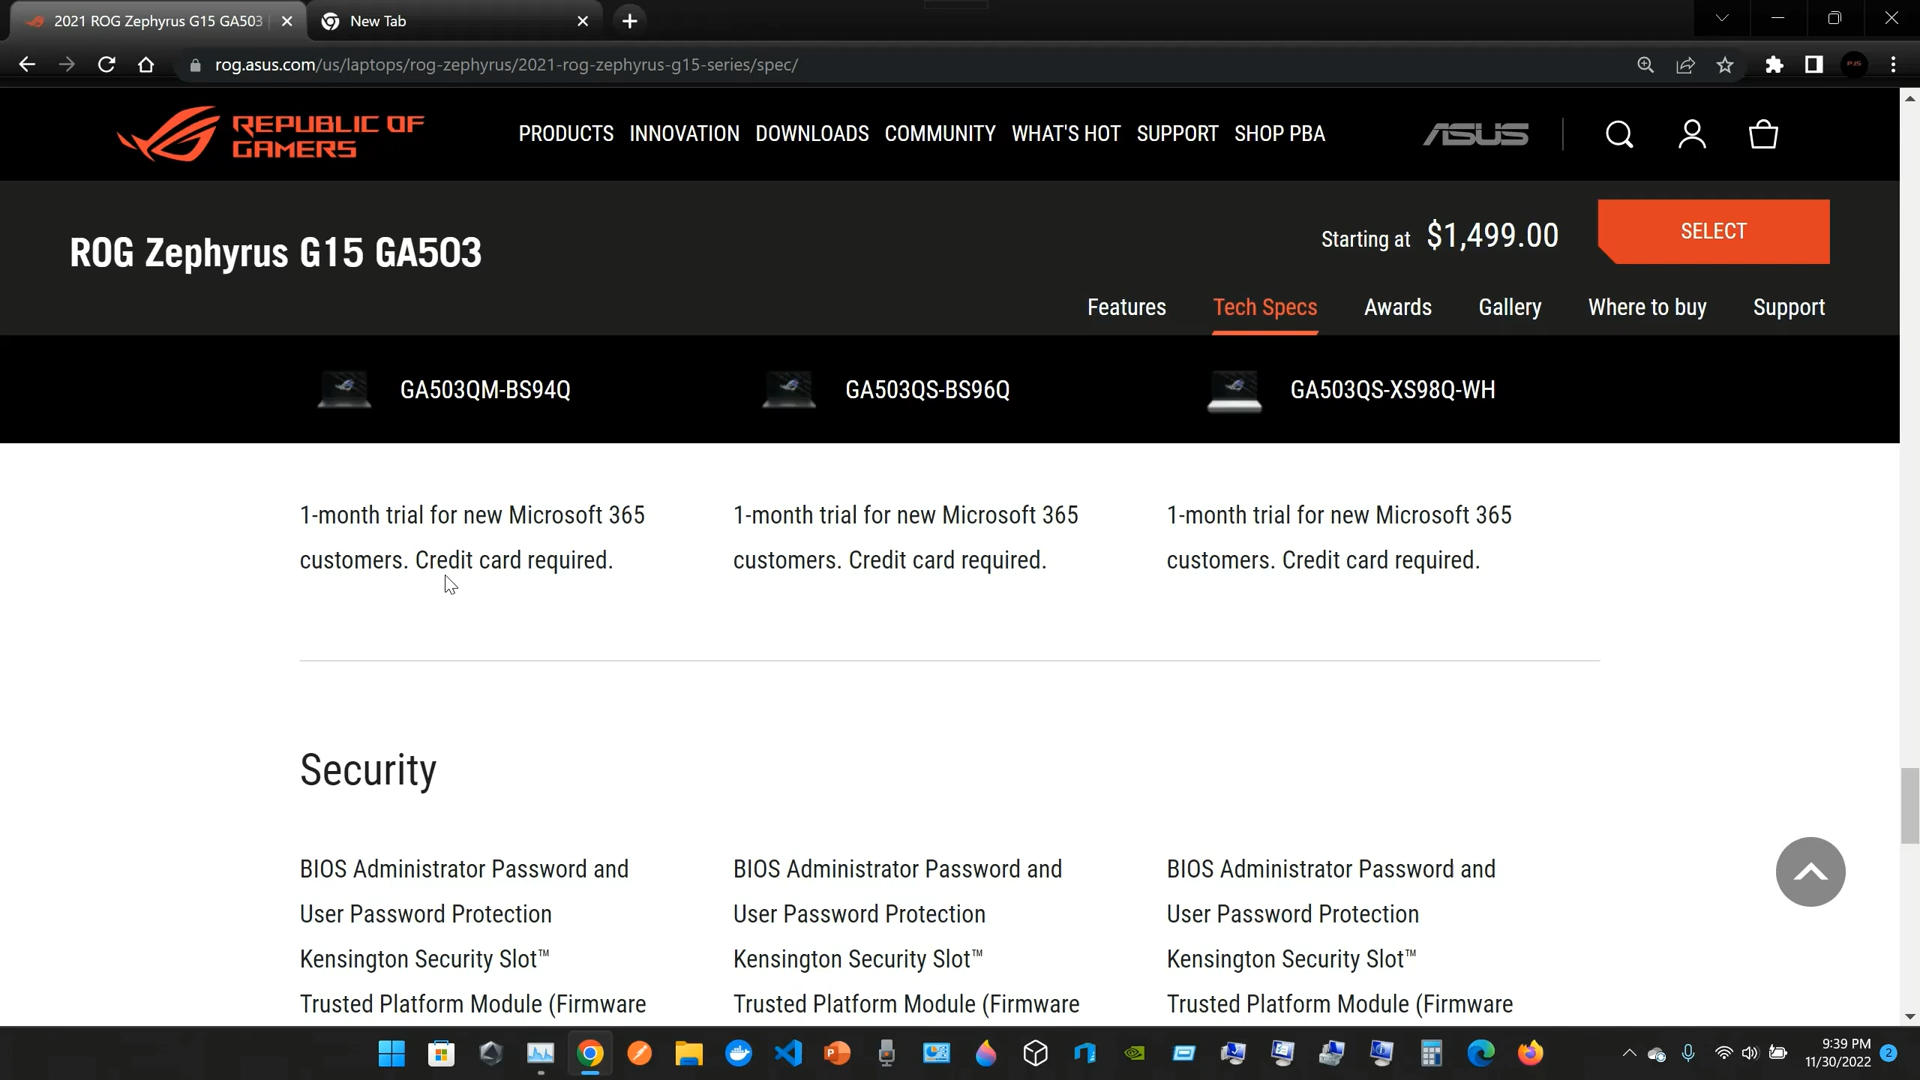 2021 ROG Zephyrus G15 GA503
New Tab
rog.asus.com/us/laptops/rog-zephyrus/2021-rog-zephyrus-g15-series/spec/
PJS
REPUBLIC OF
GAMERS
PRODUCTS INNOVATION DOWNLOADS COMMUNITY WHAT'S HOT SUPPORT SHOP PBA
ASUS
ROG Zephyrus G15 GA503
Starting at $1,499.00
SELECT
Features Tech Specs Awards Gallery Where to buy Support
GA503QM-BS94Q GA503QS-BS96Q GA503QS-XS98Q-WH
1-month trial for new Microsoft 365 1-month trial for new Microsoft 365 1-month trial for new Microsoft 365
customers. Credit card required. customers. Credit card required. customers. Credit card required.
Security
BIOS Administrator Password and BIOS Administrator Password and BIOS Administrator Password and
User Password Protection User Password Protection User Password Protection
Kensington Security Slot™ Kensington Security Slot™ Kensington Security Slot™
Trusted Platform Module (Firmware Trusted Platform Module (Firmware Trusted Platform Module (Firmware
9:39 PM
11/30/2022
2